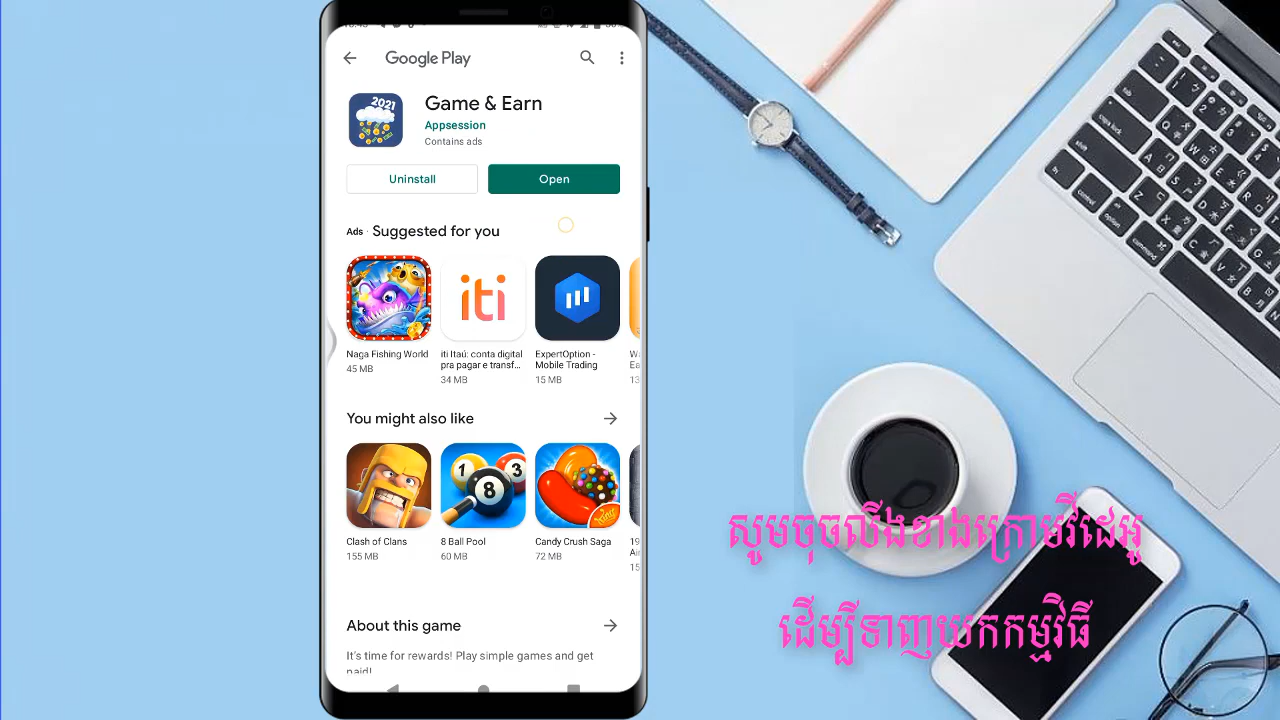 Google Play
Game & Earn
Appsession
Contains ads
2021
Uninstall
Open
Ads · Suggested for you
Naga Fishing World
45 MB
iti
iti Itaú: conta digital
pra pagar e transf...
34 MB
ExpertOption -
Mobile Trading
15 MB
You might also like
Clash of Clans
155 MB
8 Ball Pool
60 MB
Candy Crush Saga
72 MB
About this game
It's time for rewards! Play simple games and get
paid!
សូមចុចលីងខាងក្រោមវីដេអូ
ដើម្បីទាញយកកម្មវិធី